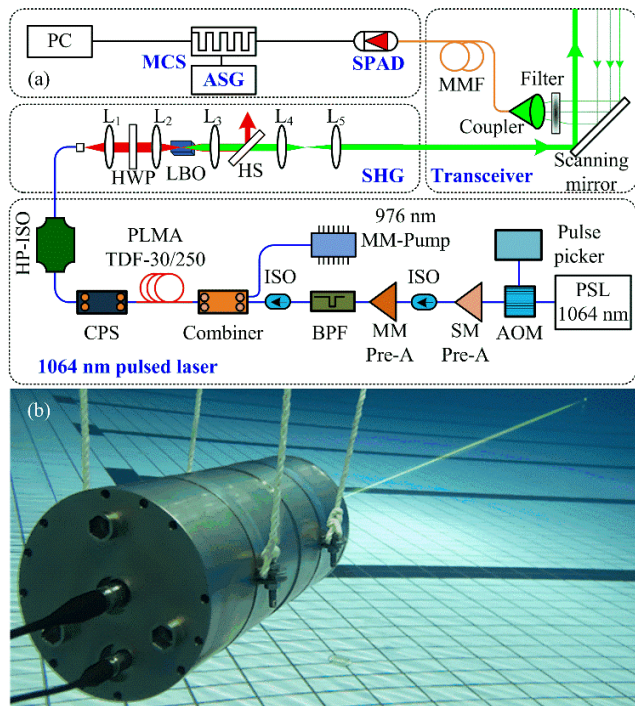 PC
MCS
ASG
SPAD
MMF
Filter
Coupler
Scanning
mirror
Transceiver
(a)
L1
HWP
L2
LBO
L3
HS
L4
L5
SHG
HP-ISO
PLMA
TDF-30/250
976 nm
MM-Pump
Pulse
picker
CPS
Combiner
ISO
BPF
MM
Pre-A
ISO
SM
Pre-A
AOM
PSL
1064 nm
1064 nm pulsed laser
(b)